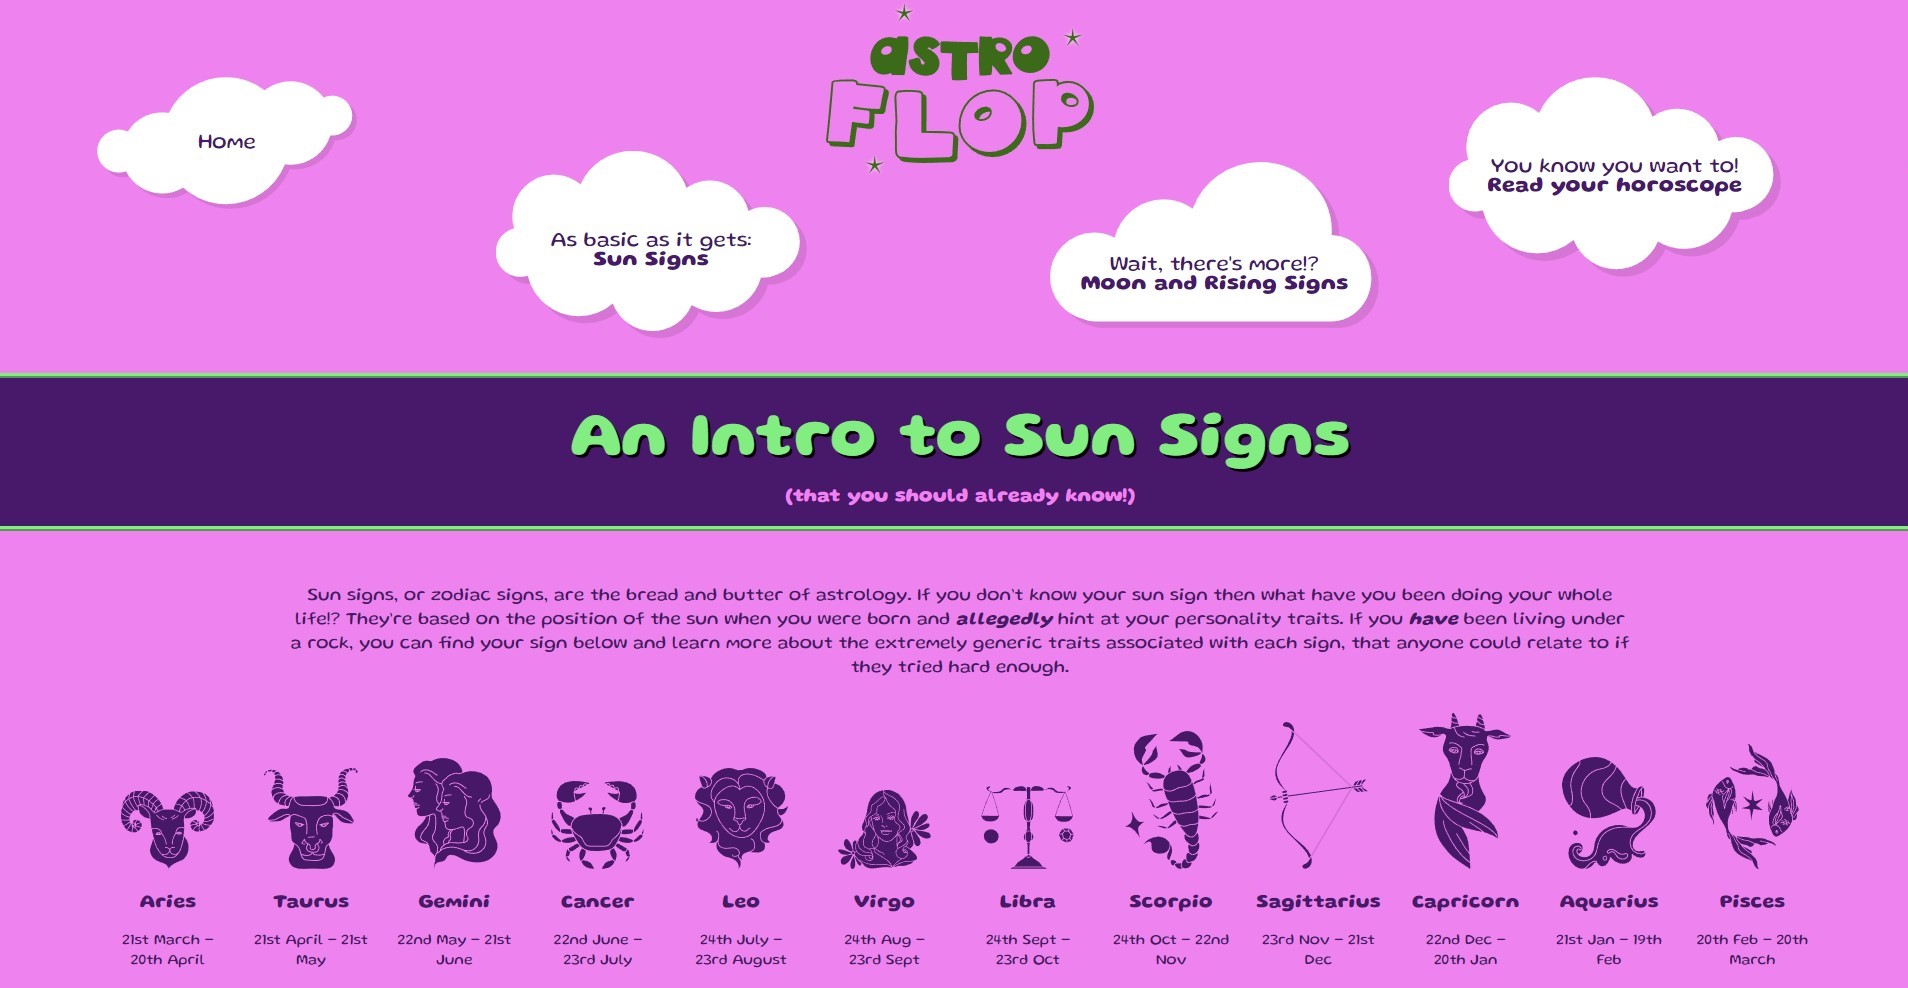 aSTRO
FLOP
Home
As basic as it gets:
Sun Signs
Wait, there's more!?
Moon and Rising Signs
You know you want to!
Read your horoscope
An Intro to Sun Signs
(that you should already know!)
Sun signs, or zodiac signs, are the bread and butter of astrology. If you don't know your sun sign then what have you been doing your whole
life!? They're based on the position of the sun when you were born and allegedly hint at your personality traits. If you have been living under
a rock, you can find your sign below and learn more about the extremely generic traits associated with each sign, that anyone could relate to if
they tried hard enough.
Aries
21st March –
20th April
Taurus
21st April – 21st
May
Gemini
22nd May – 21st
June
Cancer
22nd June –
23rd July
Leo
24th July –
23rd August
Virgo
24th Aug –
23rd Sept
Libra
24th Sept –
23rd Oct
Scorpio
24th Oct – 22nd
Nov
Sagittarius
23rd Nov – 21st
Dec
Capricorn
22nd Dec –
20th Jan
Aquarius
21st Jan – 19th
Feb
Pisces
20th Feb – 20th
March